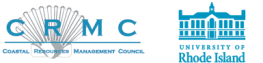 CRMC
COASTAL RESOURCES MANAGEMENT COUNCIL
UNIVERSITY OF
Rhode Island